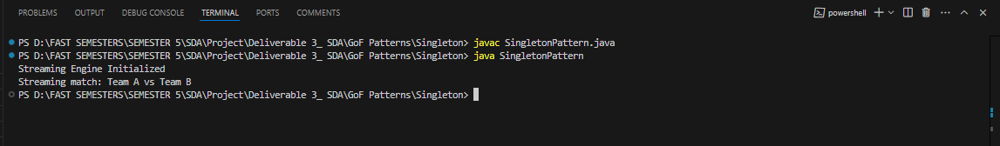 PROBLEMS OUTPUT DEBUG CONSOLE TERMINAL PORTS COMMENTS powershell
PS D:\FAST SEMESTERS\SEMESTER 5\SDA\Project\Deliverable 3_ SDA\GoF Patterns\Singleton> javac SingletonPattern.java
PS D:\FAST SEMESTERS\SEMESTER 5\SDA\Project\Deliverable 3_ SDA\GoF Patterns\Singleton> java SingletonPattern
Streaming Engine Initialized
Streaming match: Team A vs Team B
PS D:\FAST SEMESTERS\SEMESTER 5\SDA\Project\Deliverable 3_ SDA\GoF Patterns\Singleton>